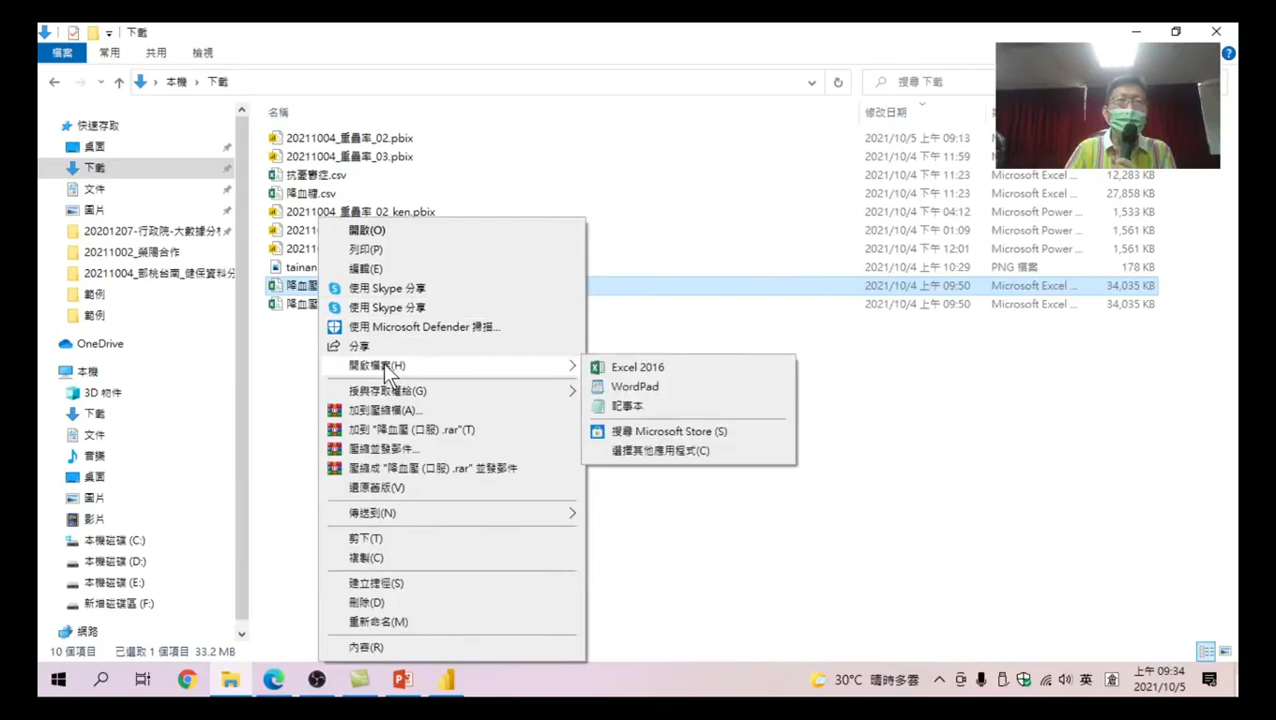 下載
檔案 常用 共用 檢視
本機 › 下載
搜尋 下載
名稱 修改日期
快速存取
桌面
下載
文件
圖片
20201207-行政院-大數據分
20211002_榮陽合作
20211004_郵桃台南_健保資料分
範例
範例
OneDrive
本機
3D 物件
下載
文件
音樂
桌面
圖片
影片
本機磁碟 (C:)
本機磁碟 (D:)
本機磁碟 (E:)
新增磁碟區 (F:)
網路
20211004_重疊率_02.pbix 2021/10/5 上午 09:13
20211004_重疊率_03.pbix 2021/10/4 下午 11:59
抗憂鬱症.csv 2021/10/4 下午 11:23 Microsoft Excel ... 12,283 KB
降血糖.csv 2021/10/4 下午 11:23 Microsoft Excel ... 27,858 KB
20211004_重疊率_02 ken.pbix 2021/10/4 下午 04:12 Microsoft Power ... 1,533 KB
20211 2021/10/4 下午 01:09 Microsoft Power ... 1,561 KB
20211 2021/10/4 下午 12:01 Microsoft Power ... 1,561 KB
tainan 2021/10/4 上午 10:29 PNG 檔案 178 KB
降血壓 2021/10/4 上午 09:50 Microsoft Excel ... 34,035 KB
降血壓 2021/10/4 上午 09:50 Microsoft Excel ... 34,035 KB
開啟(O)
列印(P)
編輯(E)
使用 Skype 分享
使用 Skype 分享
使用 Microsoft Defender 掃描...
分享
開啟檔案(H)
授與存取權給(G)
加到壓縮檔(A)...
加到 "降血壓 (口服) .rar"(T)
壓縮並發郵件...
壓縮成 "降血壓 (口服) .rar" 並發郵件
還原舊版(V)
傳送到(N)
剪下(T)
複製(C)
建立捷徑(S)
刪除(D)
重新命名(M)
內容(R)
Excel 2016
WordPad
記事本
搜尋 Microsoft Store (S)
選擇其他應用程式(C)
10 個項目 已選取 1 個項目 33.2 MB
30°C 晴時多雲 英 倉 上午 09:34
2021/10/5